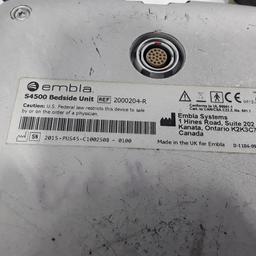 embla
S4500 Bedside Unit REF 2000204-R
Caution: U.S. Federal law restricts this device to safe
by or on the order of a physician.
SN 2015-PUS45-C1002508 - 0100
Embla Systems
1 Hines Road, Suite 202
Kanata, Ontario K2K3C7
Canada
Made in the UK for Embla